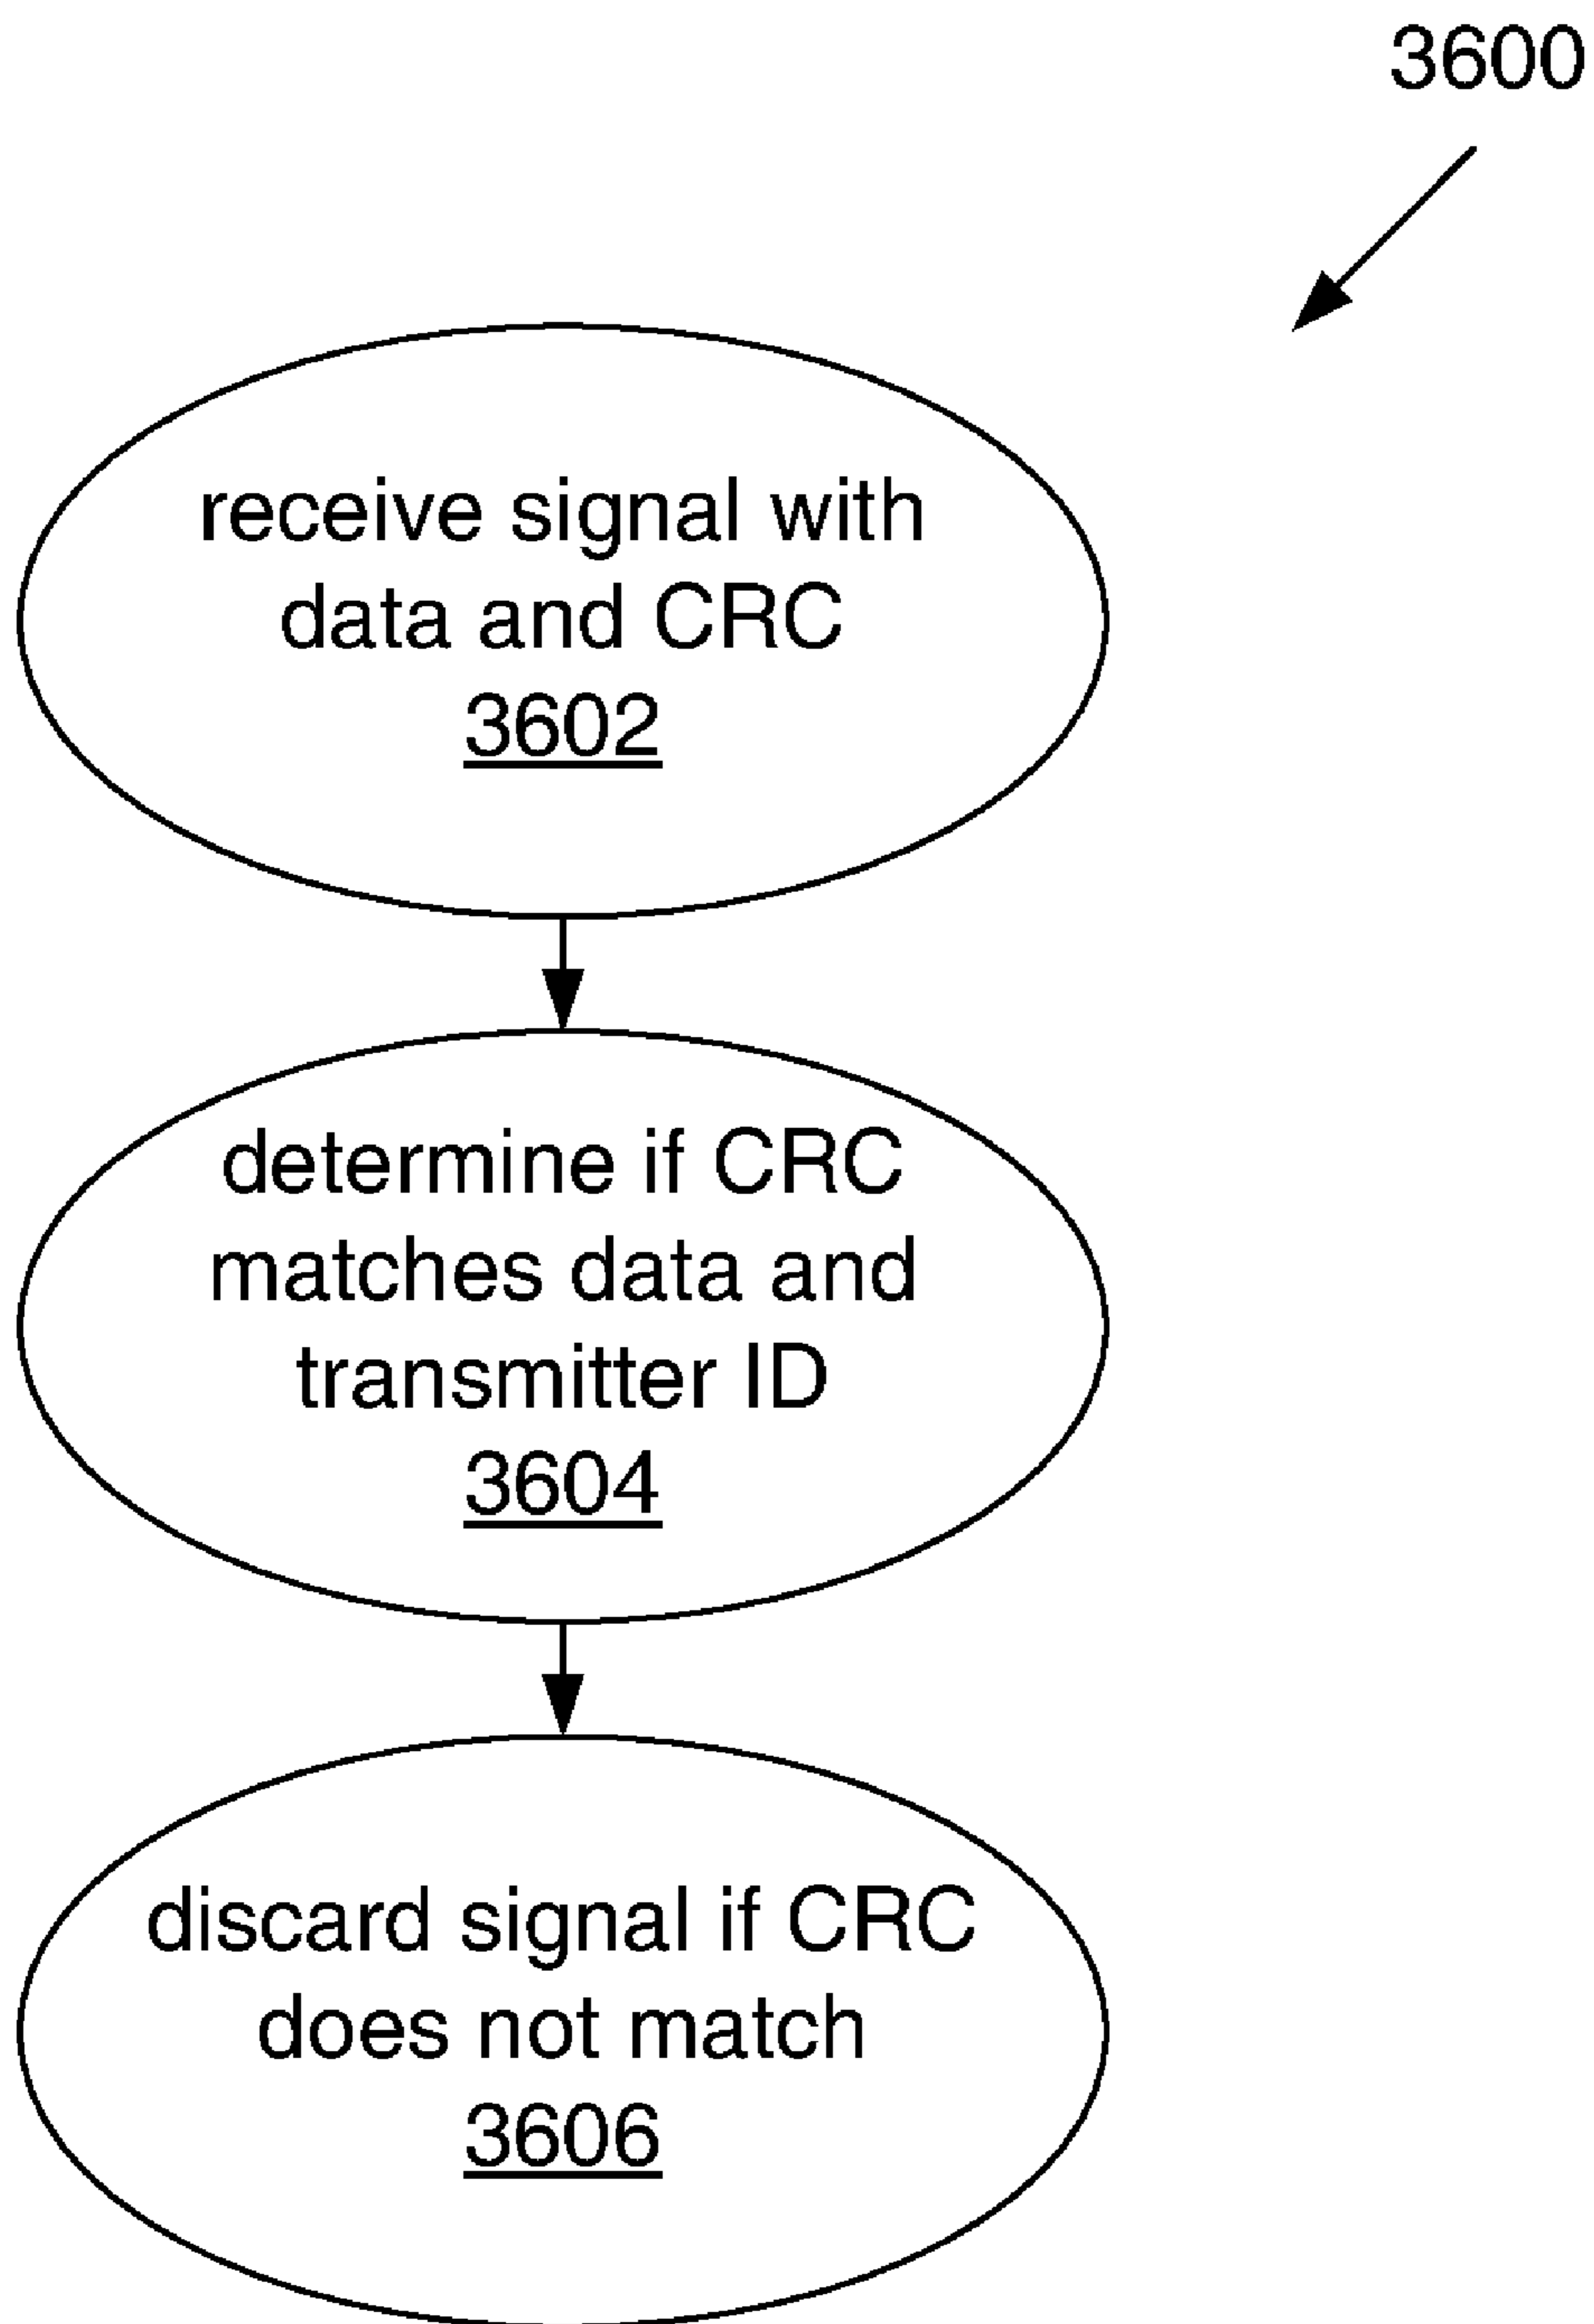 3600
receive signal with
data and CRC
3602
determine if CRC
matches data and
transmitter ID
3604
discard signal if CRC
does not match
3606